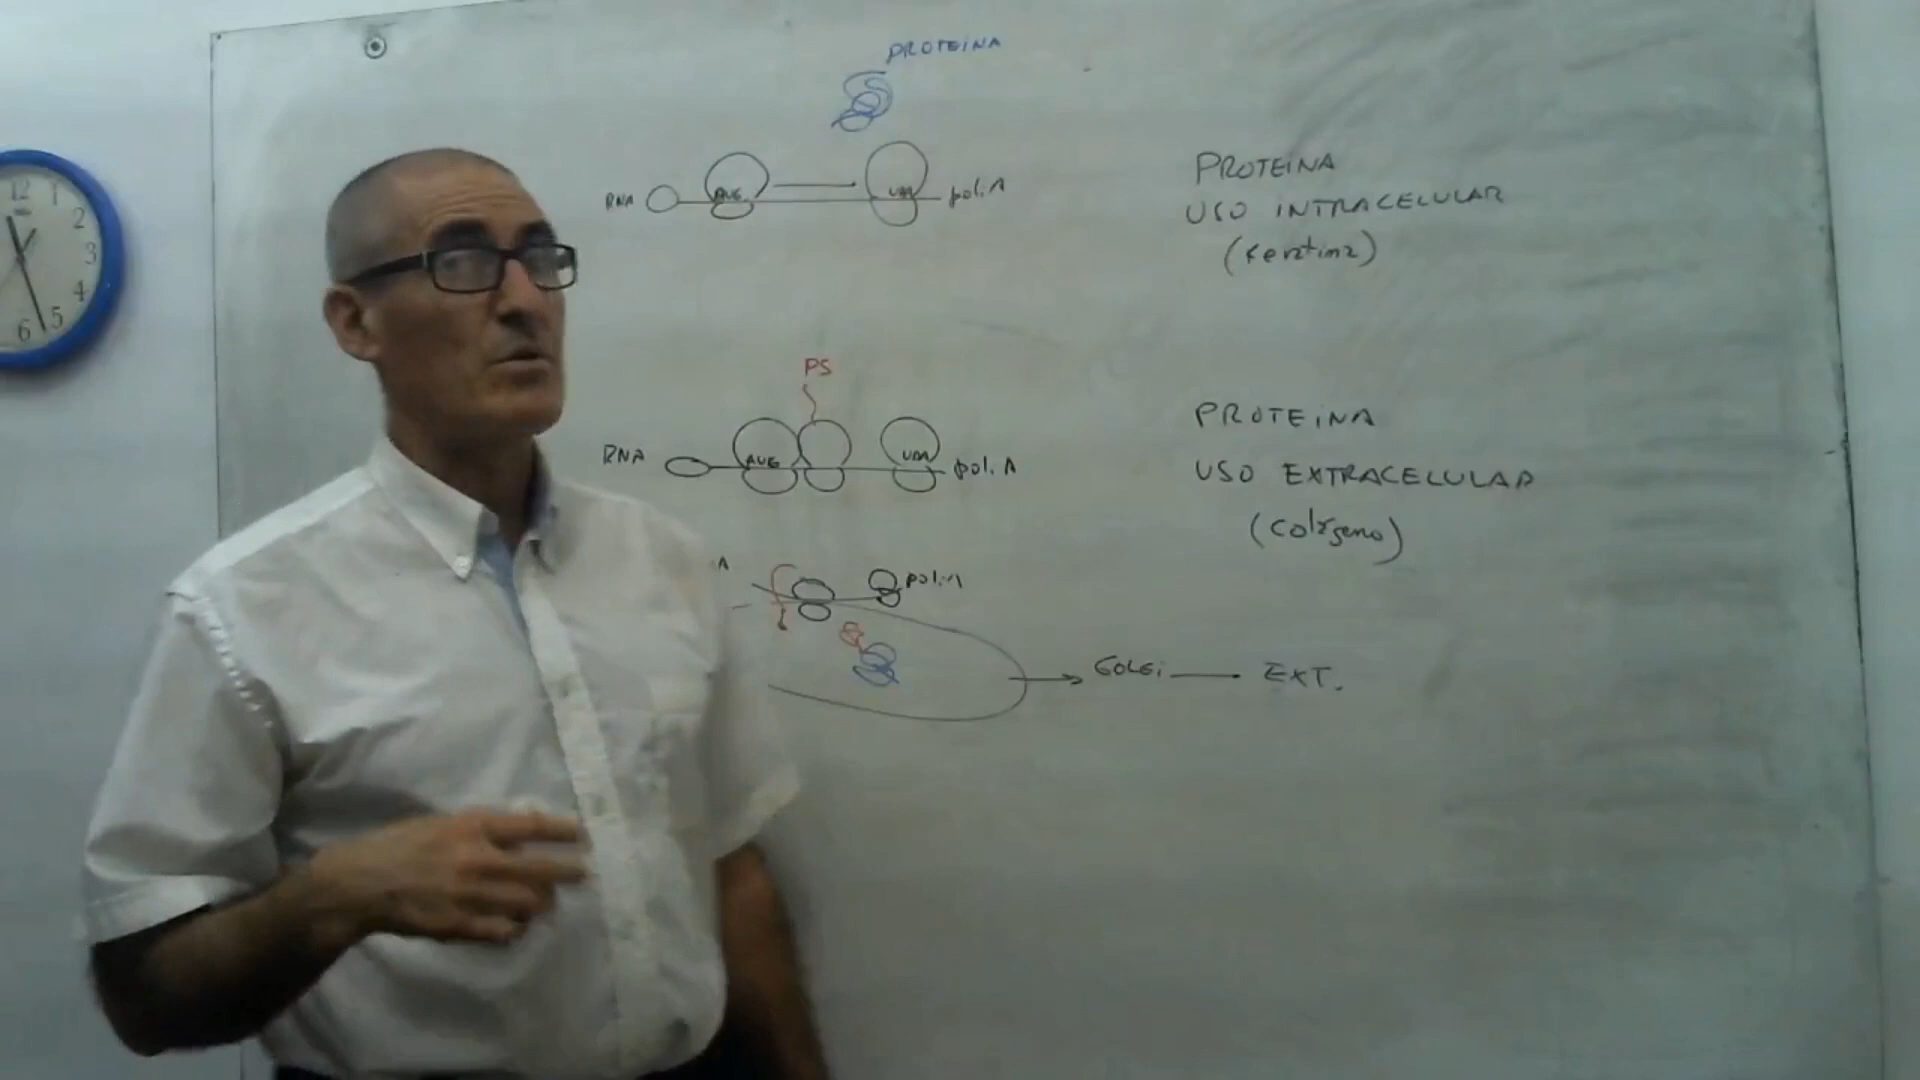 PROTEINA
RNA AUG UAA poli A
PROTEINA
USO INTRACELULAR
(Keratina)
PS
RNA AUG UAA poli A
PROTEINA
USO EXTRACELULAR
(colágeno)
A poli A
GOLGi EXT.
12 1 2 3 4 5 6